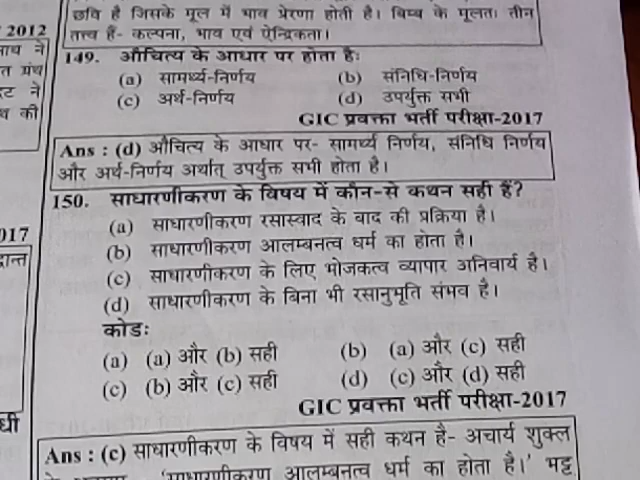 छवि है जिसके मूल में भाव प्रेरणा होती है। बिम्ब के मूलतः तीन
तत्त्व हैं- कल्पना, भाव एवं ऐन्द्रिकता।
149. औचित्य के आधार पर होता हैः
(a) सामर्थ्य-निर्णय (b) संनिधि-निर्णय
(c) अर्थ-निर्णय (d) उपर्युक्त सभी
GIC प्रवक्ता भर्ती परीक्षा-2017
Ans : (d) औचित्य के आधार पर- सामर्थ्य निर्णय, संनिधि निर्णय
और अर्थ-निर्णय अर्थात् उपर्युक्त सभी होता है।
150. साधारणीकरण के विषय में कौन-से कथन सही हैं?
(a) साधारणीकरण रसास्वाद के बाद की प्रक्रिया है।
(b) साधारणीकरण आलम्बनत्व धर्म का होता है।
(c) साधारणीकरण के लिए भोजकत्व व्यापार अनिवार्य है।
(d) साधारणीकरण के बिना भी रसानुभूति संभव है।
कोडः
(a) (a) और (b) सही (b) (a) और (c) सही
(c) (b) और (c) सही (d) (c) और (d) सही
GIC प्रवक्ता भर्ती परीक्षा-2017
Ans : (c) साधारणीकरण के विषय में सही कथन है- आचार्य शुक्ल
'साधारणीकरण आलम्बनत्व धर्म का होता है।' भट्ट
2012
ने
ग्रंथ
ने
की